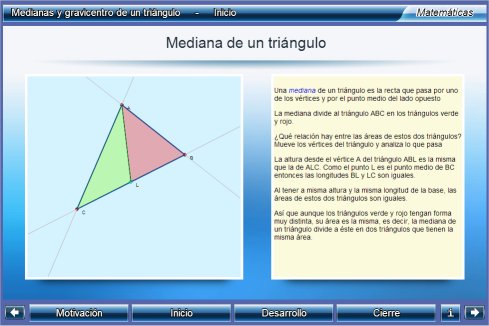 Medianas y gravicentro de un triángulo - Inicio
Matemáticas
Mediana de un triángulo
A
B
L
C
Una mediana de un triángulo es la recta que pasa por uno
de los vértices y por el punto medio del lado opuesto
La mediana divide al triángulo ABC en los triángulos verde
y rojo.
¿Qué relación hay entre las áreas de estos dos triángulos?
Mueve los vértices del triángulo y analiza lo que pasa
La altura desde el vértice A del triángulo ABL es la misma
que la de ALC. Como el punto L es el punto medio de BC
entonces las longitudes BL y LC son iguales.
Al tener a misma altura y la misma longitud de la base, las
áreas de estos dos triángulos son iguales.
Así que aunque los triángulos verde y rojo tengan forma
muy distinta, su área es la misma, es decir, la mediana de un
triángulo divide a éste en dos triángulos que tienen la
misma área.
Motivación
Inicio
Desarrollo
Cierre
i